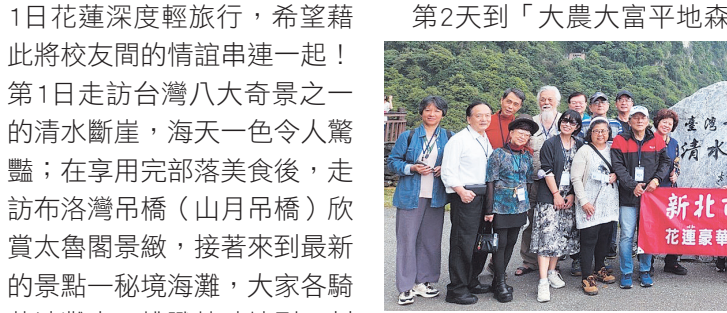 1日花蓮深度輕旅行，希望藉
此將校友間的情誼串連一起！
第1日走訪台灣八大奇景之一
的清水斷崖，海天一色令人驚
豔；在享用完部落美食後，走
訪布洛灣吊橋（山月吊橋）欣
賞太魯閣景緻，接著來到最新
的景點—秘境海灘，大家各騎
第2天到「大農大富平地森
臺灣
清水
新北
花蓮豪華